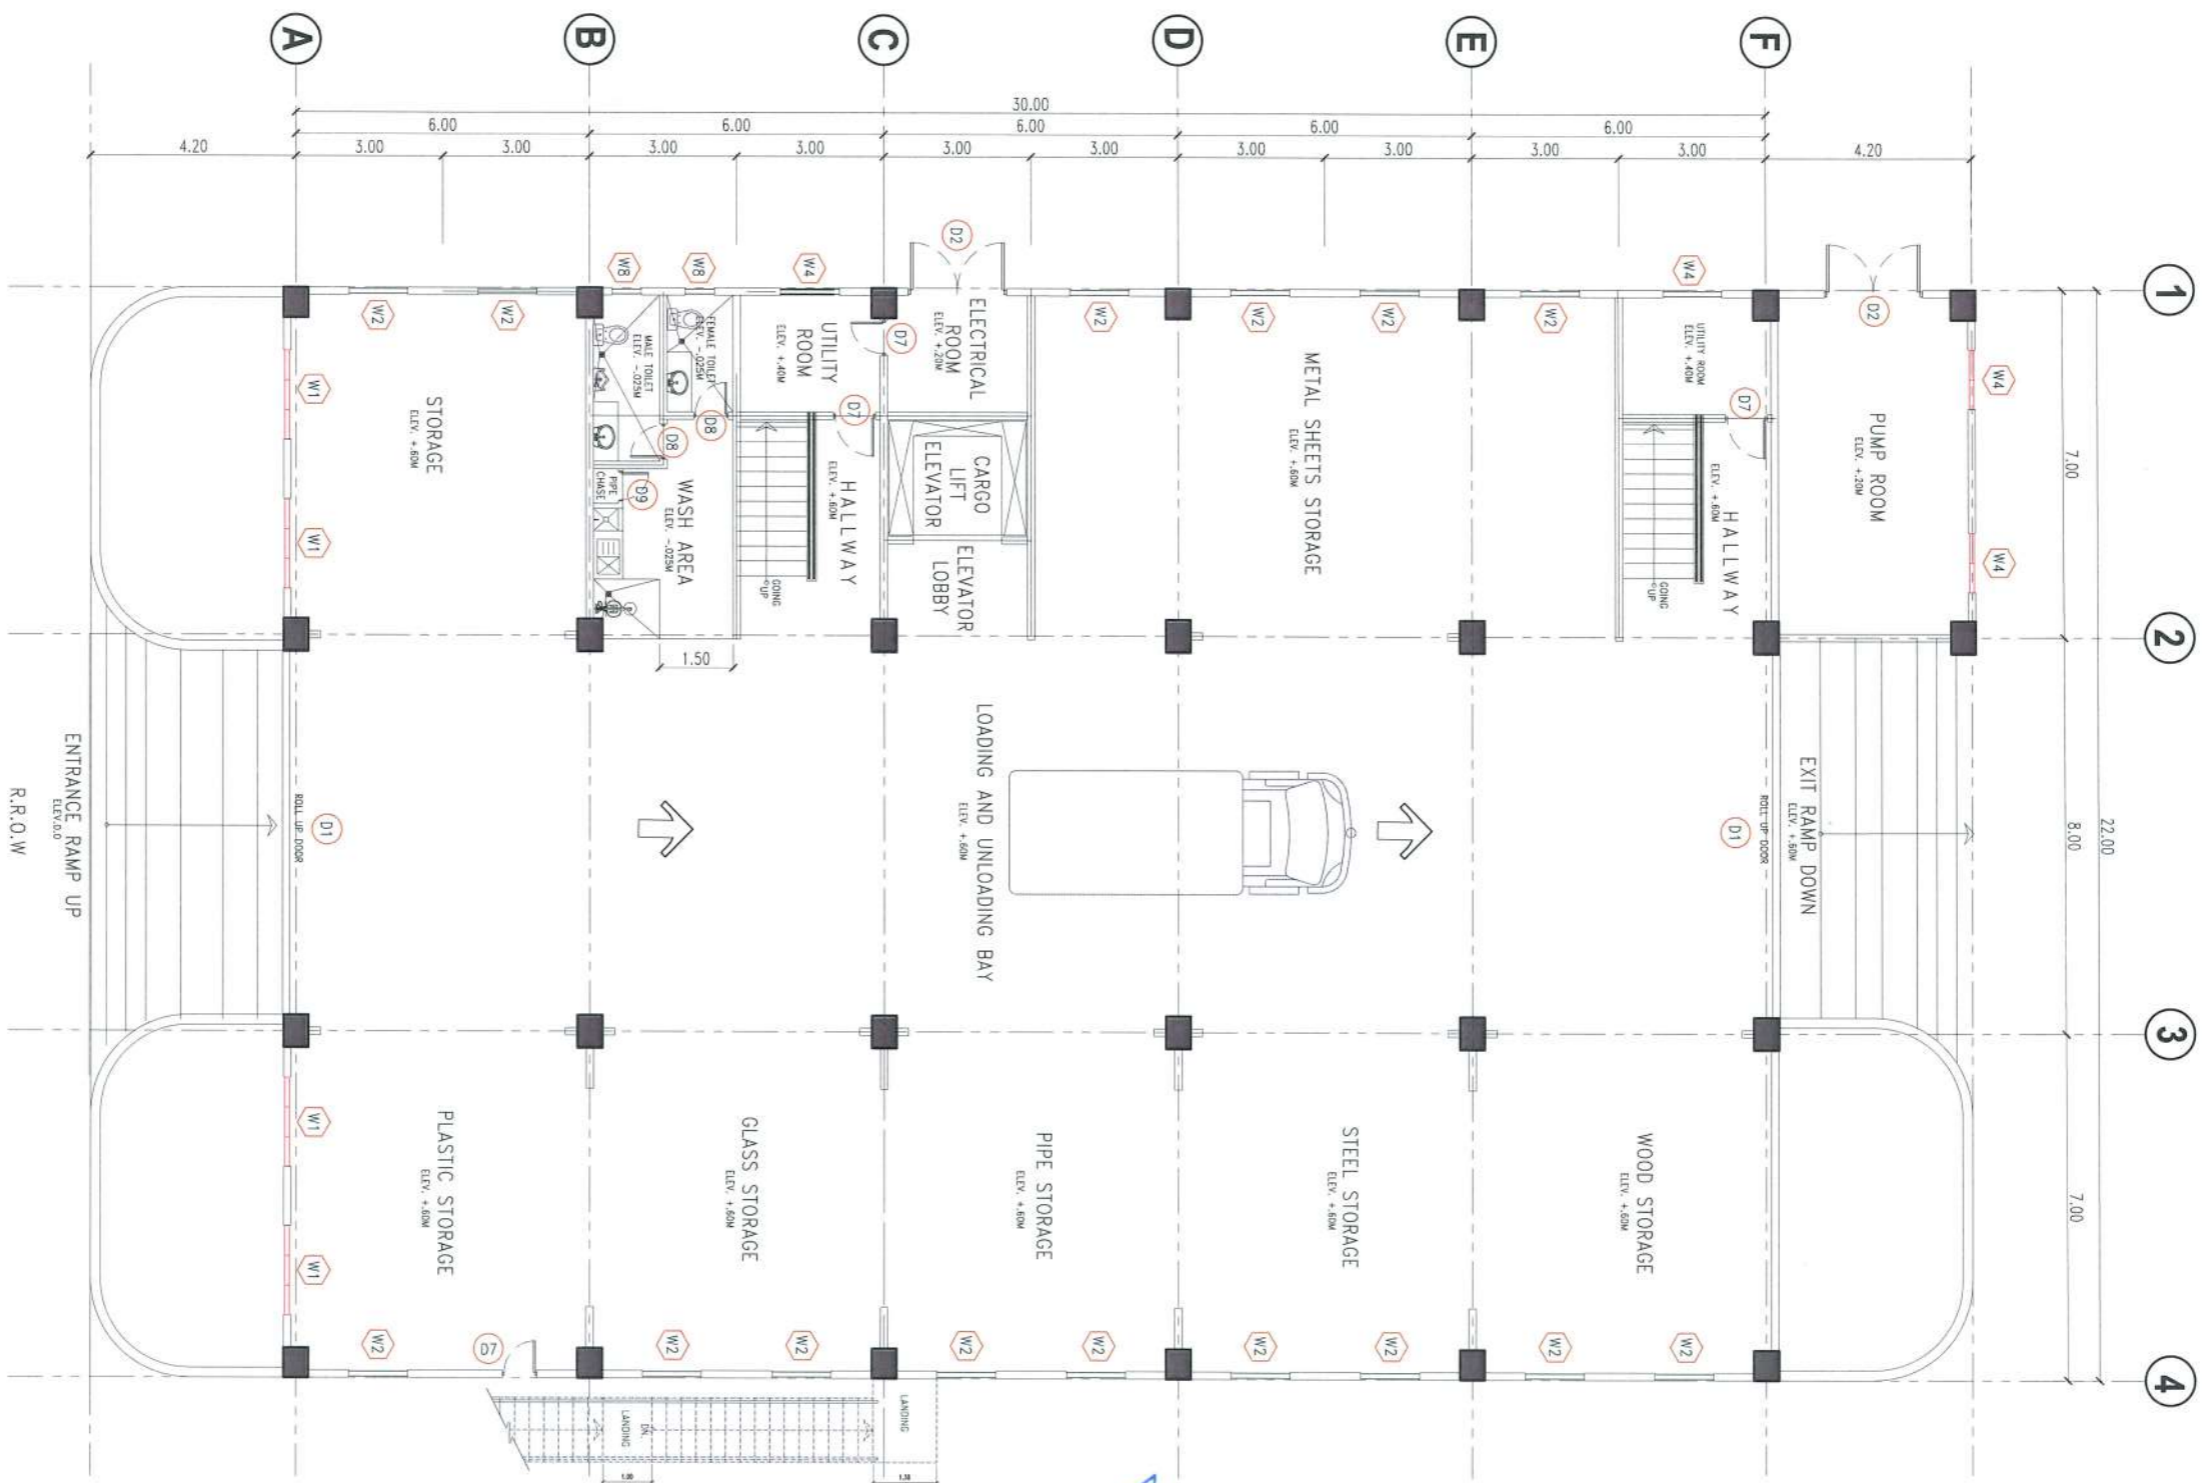 A
B
C
D
E
F
1
2
3
4
30.00
6.00
6.00
6.00
6.00
6.00
4.20
3.00
3.00
3.00
3.00
3.00
3.00
3.00
3.00
3.00
3.00
4.20
22.00
7.00
8.00
7.00
D2
W8
W8
W4
W4
W2
W2
W2
W2
W2
W2
D2
W1
W1
STORAGE
ELEV. +.60M
MALE TOILET
ELEV. -.025M
FEMALE TOILET
ELEV. -.025M
D8
D8
D9
PIPE
CHASE
WASH AREA
ELEV. -.025M
1.50
UTILITY
ROOM
ELEV. +.40M
D7
D7
HALLWAY
ELEV. +.60M
GOING
UP
ELECTRICAL
ROOM
ELEV. +.20M
CARGO
LIFT
ELEVATOR
ELEVATOR
LOBBY
METAL SHEETS STORAGE
ELEV. +.60M
UTILITY ROOM
ELEV. +.40M
D7
HALLWAY
ELEV. +.60M
GOING
UP
PUMP ROOM
ELEV. +.20M
W4
W4
R.R.O.W
ENTRANCE RAMP UP
ELEV.0.0
ROLL UP DOOR
D1
LOADING AND UNLOADING BAY
ELEV. +.60M
D1
ROLL UP DOOR
EXIT RAMP DOWN
ELEV. +.60M
W1
W1
PLASTIC STORAGE
ELEV. +.60M
GLASS STORAGE
ELEV. +.60M
PIPE STORAGE
ELEV. +.60M
STEEL STORAGE
ELEV. +.60M
WOOD STORAGE
ELEV. +.60M
W2
D7
W2
W2
W2
W2
W2
W2
W2
W2
LANDING
DN.
LANDING
1.00